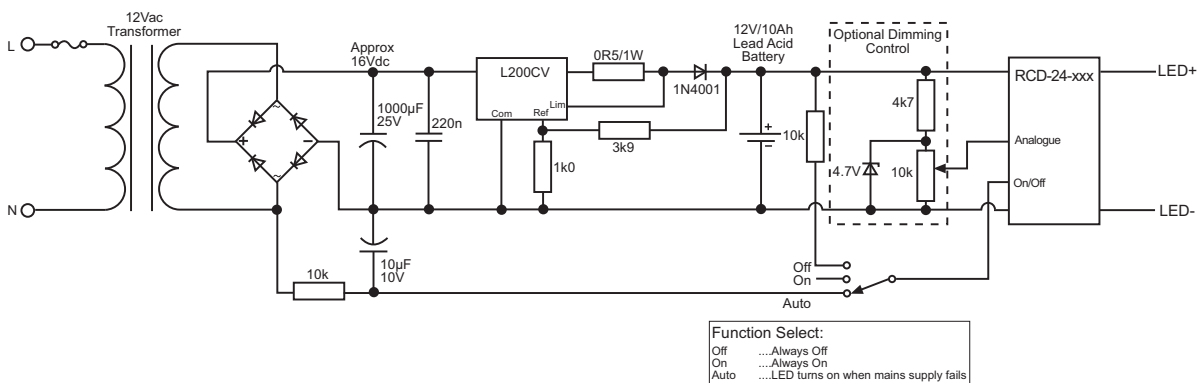 12Vac
Transformer
L
N
~
+
–
~
Approx
16Vdc
1000µF
25V
220n
L200CV
Com
Ref
Lim
0R5/1W
1N4001
3k9
1k0
12V/10Ah
Lead Acid
Battery
+
–
10k
Optional Dimming
Control
4k7
4.7V
10k
RCD-24-xxx
Analogue
On/Off
LED+
LED-
10k
10µF
10V
Off
On
Auto
Function Select:
Off ....Always Off
On ....Always On
Auto ....LED turns on when mains supply fails